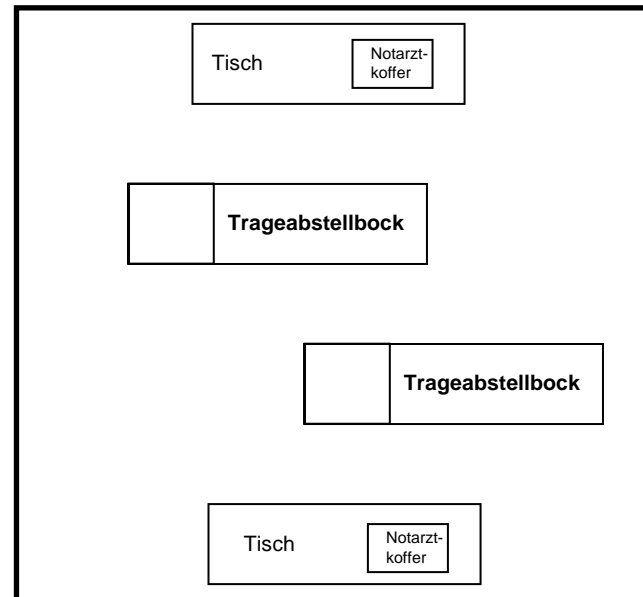 Tisch
Notarzt-
koffer
Trageabstellbock
Trageabstellbock
Tisch
Notarzt-
koffer